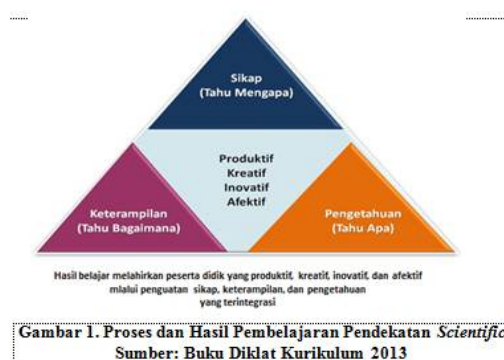 Sikap
(Tahu Mengapa)
Produktif
Kreatif
Inovatif
Afektif
Keterampilan
(Tahu Bagaimana)
Pengetahuan
(Tahu Apa)
Hasil belajar melahirkan peserta didik yang produktif, kreatif, inovatif, dan afektif
mlalui penguatan sikap, keterampilan, dan pengetahuan
yang terintegrasi
Gambar 1. Proses dan Hasil Pembelajaran Pendekatan Scientific
Sumber: Buku Diklat Kurikulum 2013